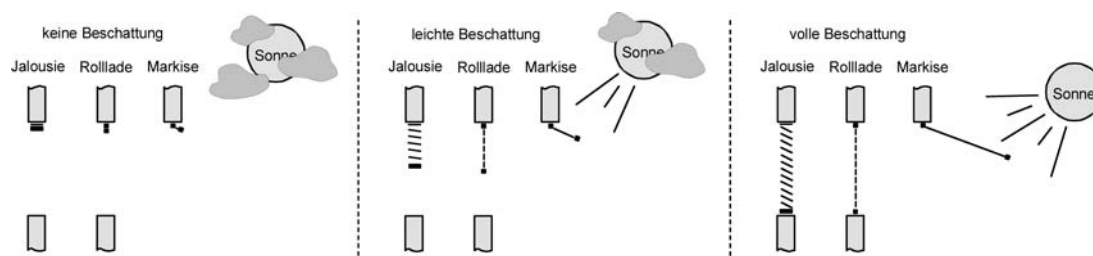 keine Beschattung
Jalousie Rolllade Markise
Sonne
leichte Beschattung
Jalousie Rolllade Markise
Sonne
volle Beschattung
Jalousie Rolllade Markise
Sonne